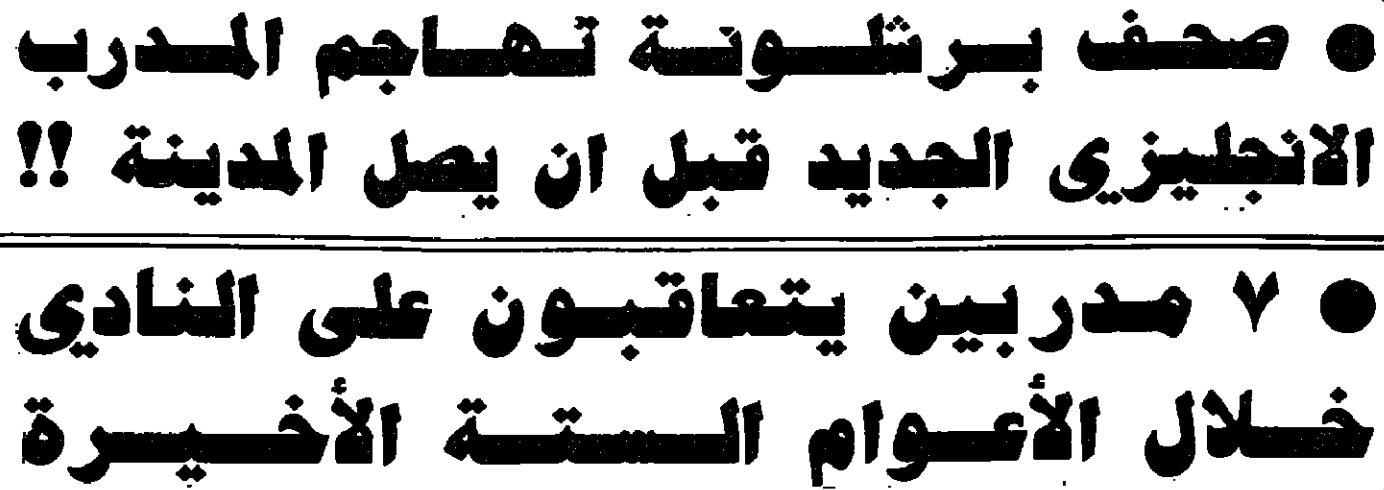 ● صحف برشلونة تهاجم المدرب
الانجليزى الجديد قبل ان يصل المدينة !!
● ٧ مدربين يتعاقبون على النادي
خلال الأعوام الستة الأخيرة